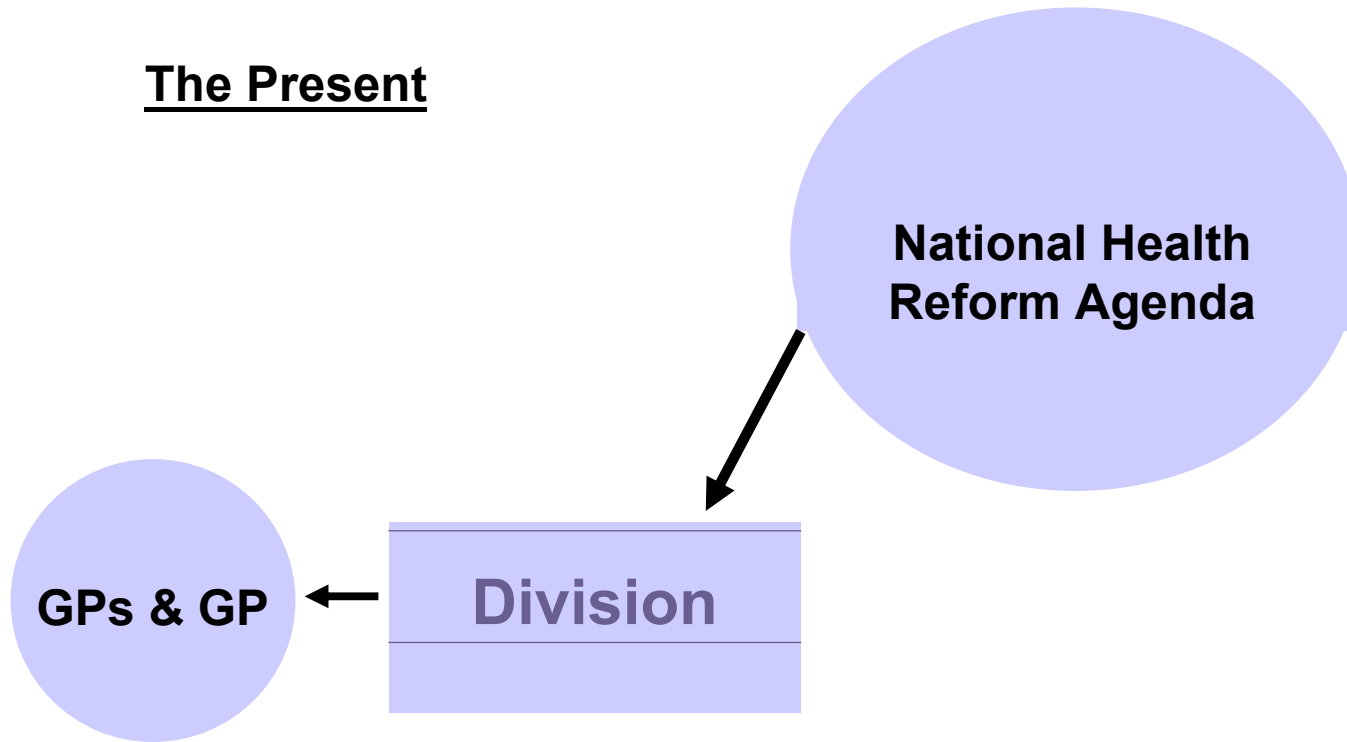 The Present
National Health
Reform Agenda
GPs & GP
Division